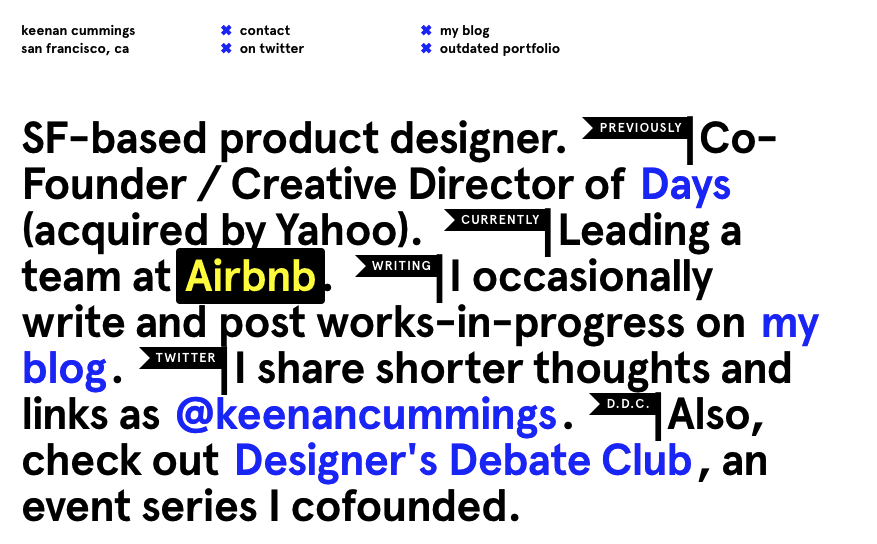 keenan cummings
san francisco, ca
✖ contact
✖ on twitter
✖ my blog
✖ outdated portfolio
SF-based product designer. PREVIOUSLY Co-
Founder / Creative Director of Days
(acquired by Yahoo). CURRENTLY Leading a
team at Airbnb. WRITING I occasionally
write and post works-in-progress on my
blog. TWITTER I share shorter thoughts and
links as @keenancummings. D.D.C. Also,
check out Designer's Debate Club, an
event series I cofounded.